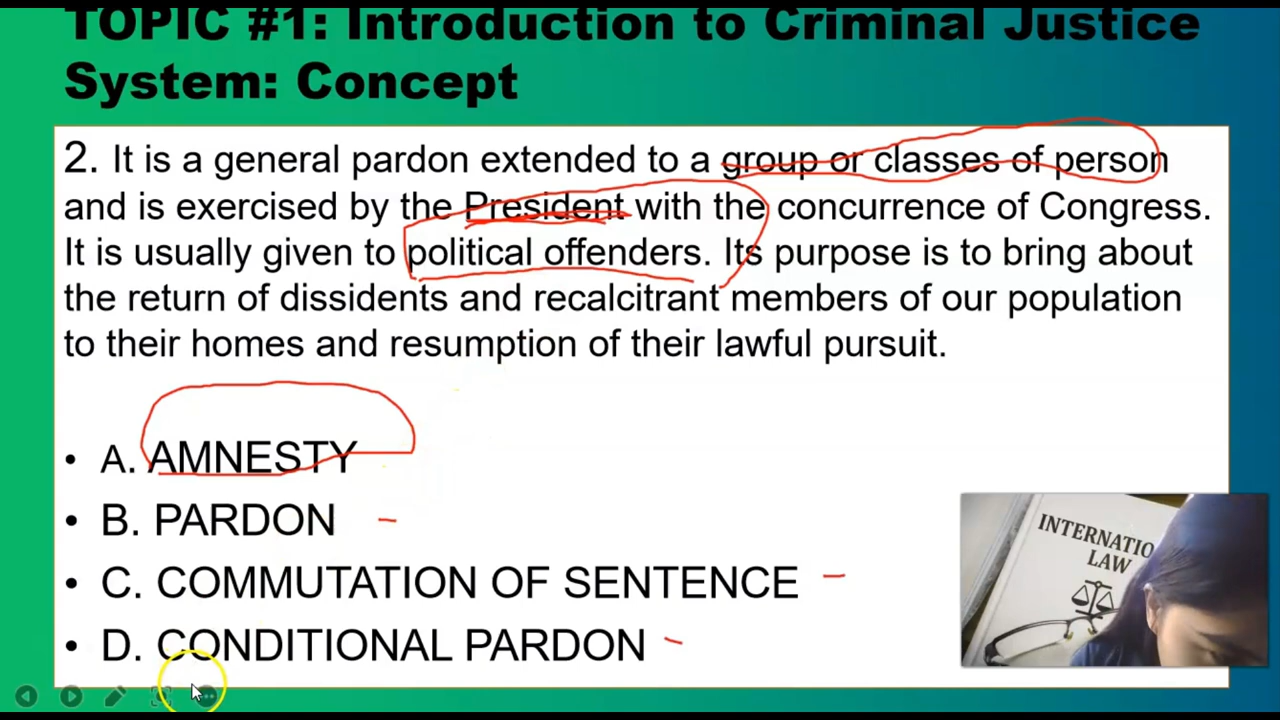 TOPIC #1: Introduction to Criminal Justice
System: Concept
2. It is a general pardon extended to a group or classes of person
and is exercised by the President with the concurrence of Congress.
It is usually given to political offenders. Its purpose is to bring about
the return of dissidents and recalcitrant members of our population
to their homes and resumption of their lawful pursuit.
• A. AMNESTY
• B. PARDON
• C. COMMUTATION OF SENTENCE
• D. CONDITIONAL PARDON
INTERNATIO
LAW